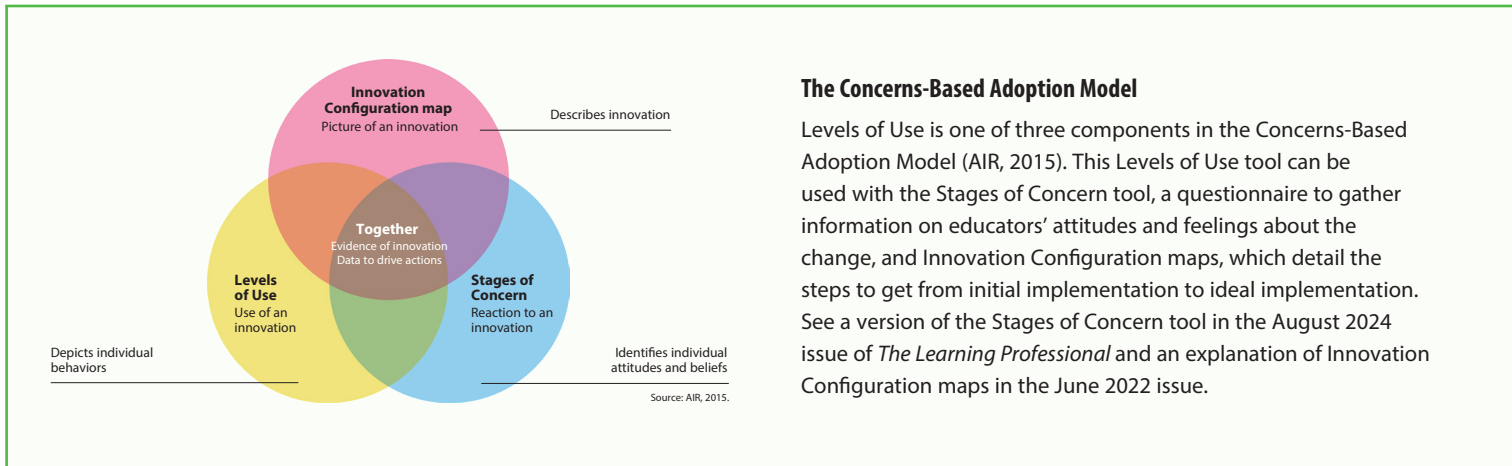 Innovation
Configuration map
Picture of an innovation
Describes innovation
Together
Evidence of innovation
Data to drive actions
Levels
of Use
Use of an
innovation
Stages of
Concern
Reaction to an
innovation
Depicts individual
behaviors
Identifies individual
attitudes and beliefs
Source: AIR, 2015.
The Concerns-Based Adoption Model
Levels of Use is one of three components in the Concerns-Based
Adoption Model (AIR, 2015). This Levels of Use tool can be
used with the Stages of Concern tool, a questionnaire to gather
information on educators’ attitudes and feelings about the
change, and Innovation Configuration maps, which detail the
steps to get from initial implementation to ideal implementation.
See a version of the Stages of Concern tool in the August 2024
issue of The Learning Professional and an explanation of Innovation
Configuration maps in the June 2022 issue.